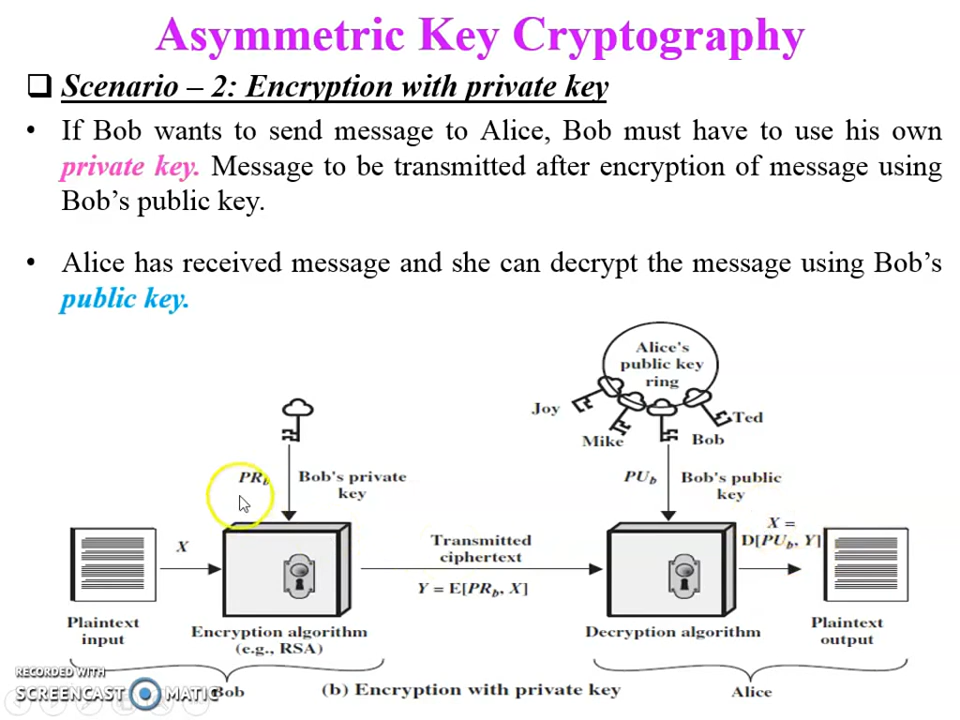 Asymmetric Key Cryptography
❑ Scenario – 2: Encryption with private key
• If Bob wants to send message to Alice, Bob must have to use his own
private key. Message to be transmitted after encryption of message using
Bob’s public key.
• Alice has received message and she can decrypt the message using Bob’s
public key.
Alice's
public key
ring
Joy
Ted
Mike
Bob
PRb
Bob's private
key
PUb
Bob's public
key
X
Transmitted
ciphertext
Y = E[PRb, X]
X =
D[PUb, Y]
Plaintext
input
Encryption algorithm
(e.g., RSA)
Decryption algorithm
Plaintext
output
RECORDED WITH
SCREENCAST MATIC
Bob
(b) Encryption with private key
Alice